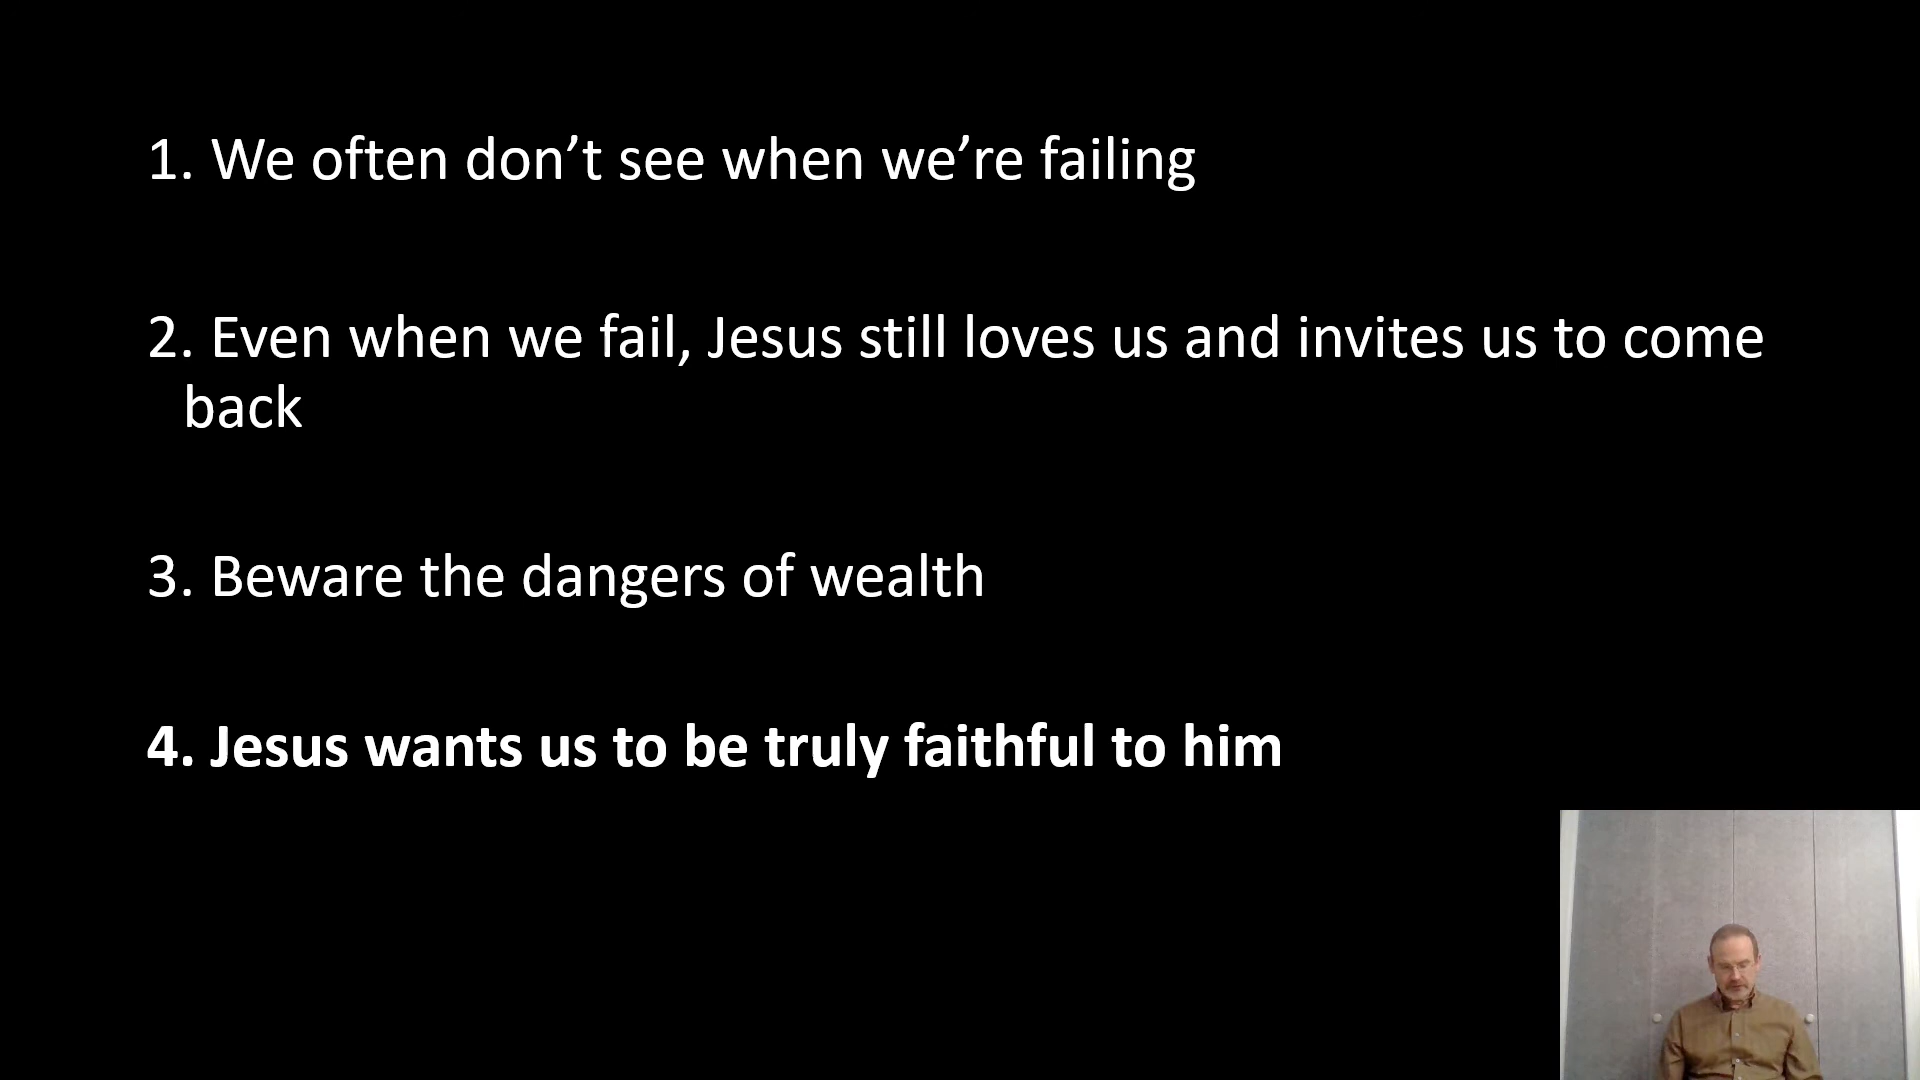 1. We often don’t see when we’re failing
2. Even when we fail, Jesus still loves us and invites us to come
back
3. Beware the dangers of wealth
4. Jesus wants us to be truly faithful to him